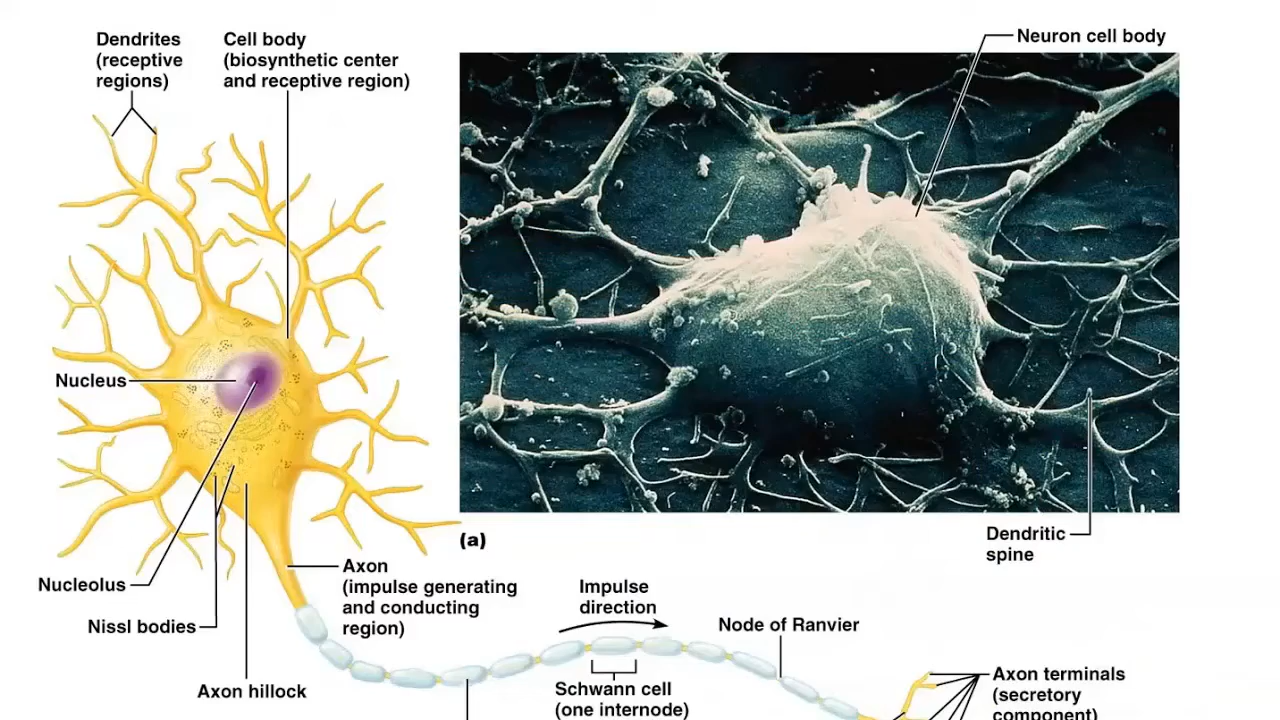 Dendrites
(receptive
regions)
Cell body
(biosynthetic center
and receptive region)
Neuron cell body
Nucleus
Dendritic
spine
(a)
Nucleolus
Axon
(impulse generating
and conducting
region)
Impulse
direction
Nissl bodies
Node of Ranvier
Axon hillock
Schwann cell
(one internode)
Axon terminals
(secretory
component)